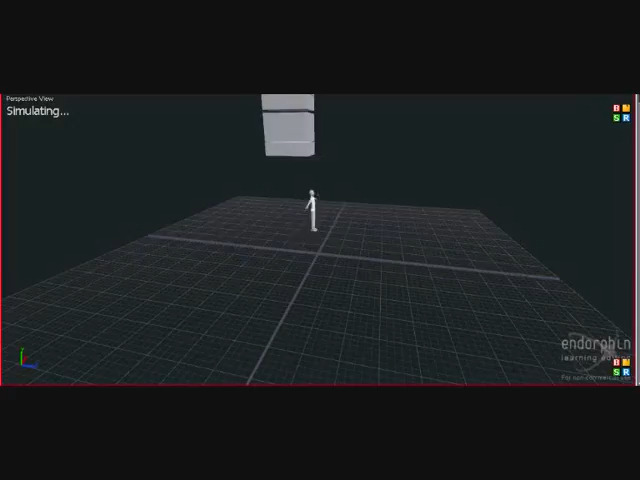 Perspective View
Simulating...
B
S R
endorphin
learning edition
B
S R